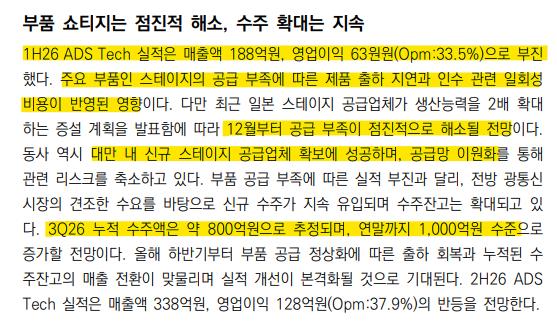 부품 쇼티지는 점진적 해소, 수주 확대는 지속
1H26 ADS Tech 실적은 매출액 188억원, 영업이익 63원원(Opm:33.5%)으로 부진
했다. 주요 부품인 스테이지의 공급 부족에 따른 제품 출하 지연과 인수 관련 일회성
비용이 반영된 영향이다. 다만 최근 일본 스테이지 공급업체가 생산능력을 2배 확대
하는 증설 계획을 발표함에 따라 12월부터 공급 부족이 점진적으로 해소될 전망이다.
동사 역시 대만 내 신규 스테이지 공급업체 확보에 성공하며, 공급망 이원화를 통해
관련 리스크를 축소하고 있다. 부품 공급 부족에 따른 실적 부진과 달리, 전방 광통신
시장의 견조한 수요를 바탕으로 신규 수주가 지속 유입되며 수주잔고는 확대되고 있
다. 3Q26 누적 수주액은 약 800억원으로 추정되며, 연말까지 1,000억원 수준으로
증가할 전망이다. 올해 하반기부터 부품 공급 정상화에 따른 출하 회복과 누적된 수
주잔고의 매출 전환이 맞물리며 실적 개선이 본격화될 것으로 기대된다. 2H26 ADS
Tech 실적은 매출액 338억원, 영업이익 128억원(Opm:37.9%)의 반등을 전망한다.